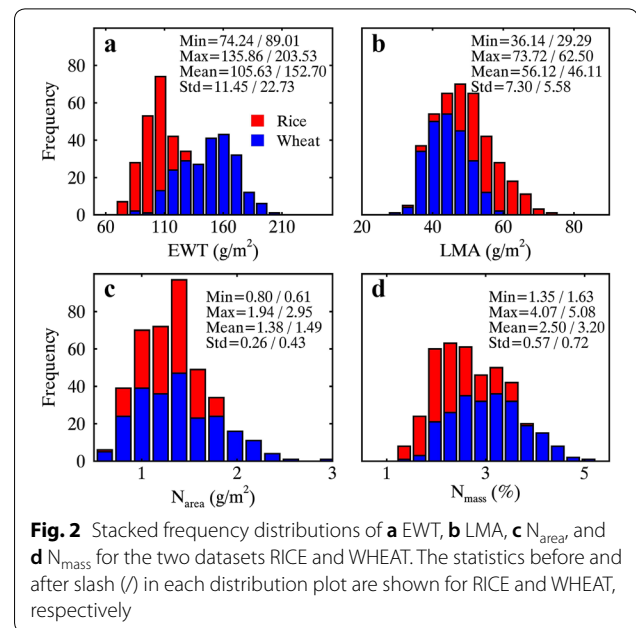 a
Min=74.24 / 89.01
Max=135.86 / 203.53
Mean=105.63 / 152.70
Std=11.45 / 22.73
Rice
Wheat
Frequency
80
60
40
20
0
60 110 160 210
EWT (g/m²)
b
Min=36.14 / 29.29
Max=73.72 / 62.50
Mean=56.12 / 46.11
Std=7.30 / 5.58
20 40 60 80
LMA (g/m²)
c
Min=0.80 / 0.61
Max=1.94 / 2.95
Mean=1.38 / 1.49
Std=0.26 / 0.43
Frequency
80
60
40
20
0
1 2 3
Narea (g/m²)
d
Min=1.35 / 1.63
Max=4.07 / 5.08
Mean=2.50 / 3.20
Std=0.57 / 0.72
1 3 5
Nmass (%)
Fig. 2 Stacked frequency distributions of a EWT, b LMA, c Narea, and
d Nmass for the two datasets RICE and WHEAT. The statistics before and
after slash (/) in each distribution plot are shown for RICE and WHEAT,
respectively